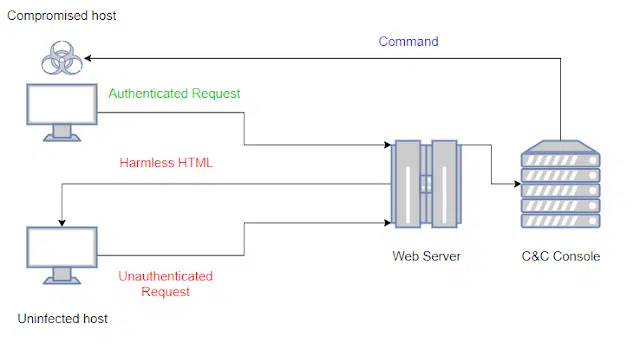 Compromised host
Command
Authenticated Request
Harmless HTML
Web Server
C&C Console
Unauthenticated
Request
Uninfected host